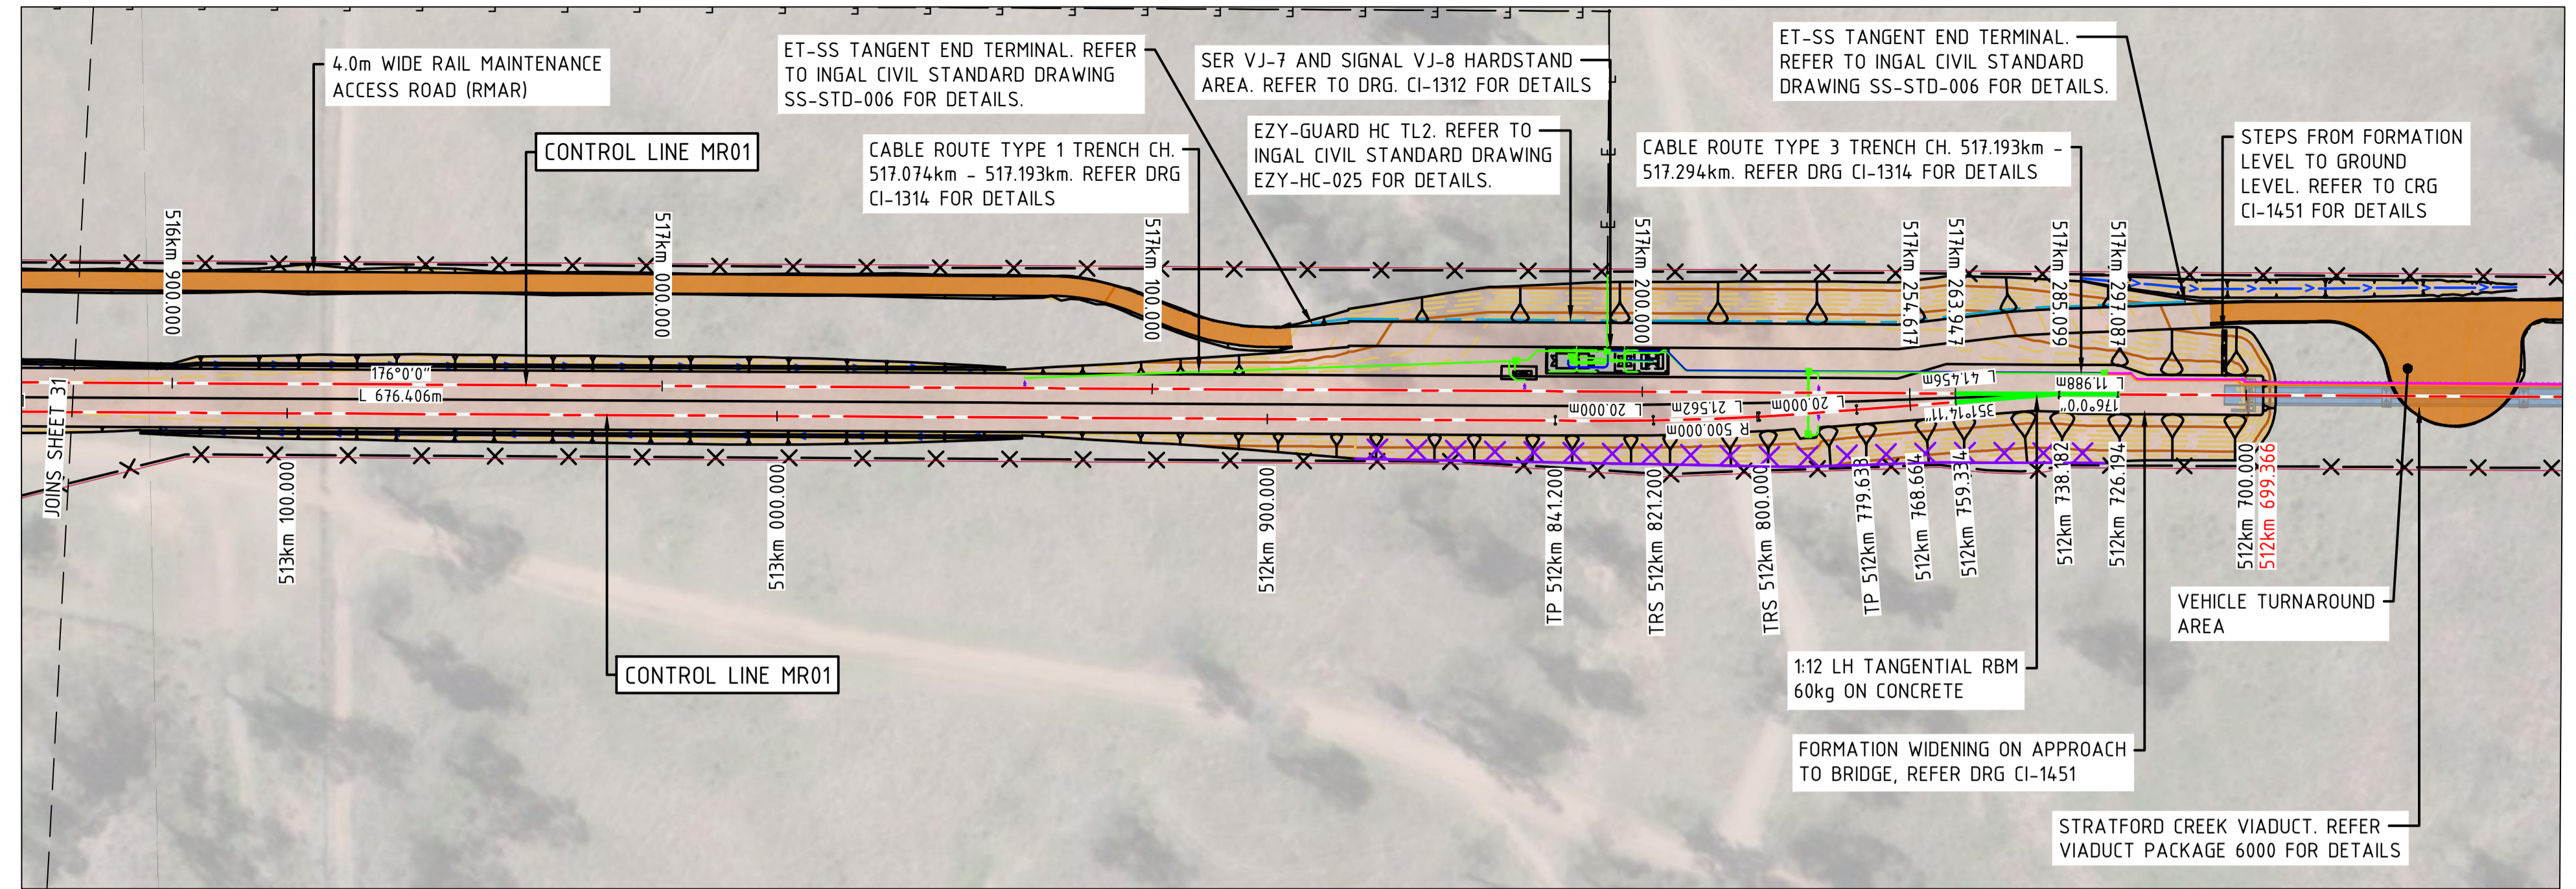 4.0m WIDE RAIL MAINTENANCE
ACCESS ROAD (RMAR)
CONTROL LINE MR01
ET-SS TANGENT END TERMINAL. REFER
TO INGAL CIVIL STANDARD DRAWING
SS-STD-006 FOR DETAILS.
CABLE ROUTE TYPE 1 TRENCH CH.
517.074km - 517.193km. REFER DRG
CI-1314 FOR DETAILS
SER VJ-7 AND SIGNAL VJ-8 HARDSTAND
AREA. REFER TO DRG. CI-1312 FOR DETAILS
EZY-GUARD HC TL2. REFER TO
INGAL CIVIL STANDARD DRAWING
EZY-HC-025 FOR DETAILS.
ET-SS TANGENT END TERMINAL.
REFER TO INGAL CIVIL STANDARD
DRAWING SS-STD-006 FOR DETAILS.
CABLE ROUTE TYPE 3 TRENCH CH. 517.193km -
517.294km. REFER DRG CI-1314 FOR DETAILS
STEPS FROM FORMATION
LEVEL TO GROUND
LEVEL. REFER TO CRG
CI-1451 FOR DETAILS
516km 900.000
517km 000.000
517km 100.000
517km 200.000
517km 254.617
517km 263.947
517km 285.099
517km 297.087
JOINS SHEET 31
176°0'0"
L 676.406m
L 20.000m
L 21.562m
R 500.000m
L 20.000m
L 41.456m
351°14'11"
L 11.988m
176°0'0"
513km 100.000
513km 000.000
512km 900.000
TP 512km 841.200
TRS 512km 821.200
TRS 512km 800.000
TP 512km 779.638
512km 768.664
512km 759.334
512km 738.182
512km 726.194
512km 700.000
512km 699.366
CONTROL LINE MR01
1:12 LH TANGENTIAL RBM
60kg ON CONCRETE
VEHICLE TURNAROUND
AREA
FORMATION WIDENING ON APPROACH
TO BRIDGE, REFER DRG CI-1451
STRATFORD CREEK VIADUCT. REFER
VIADUCT PACKAGE 6000 FOR DETAILS